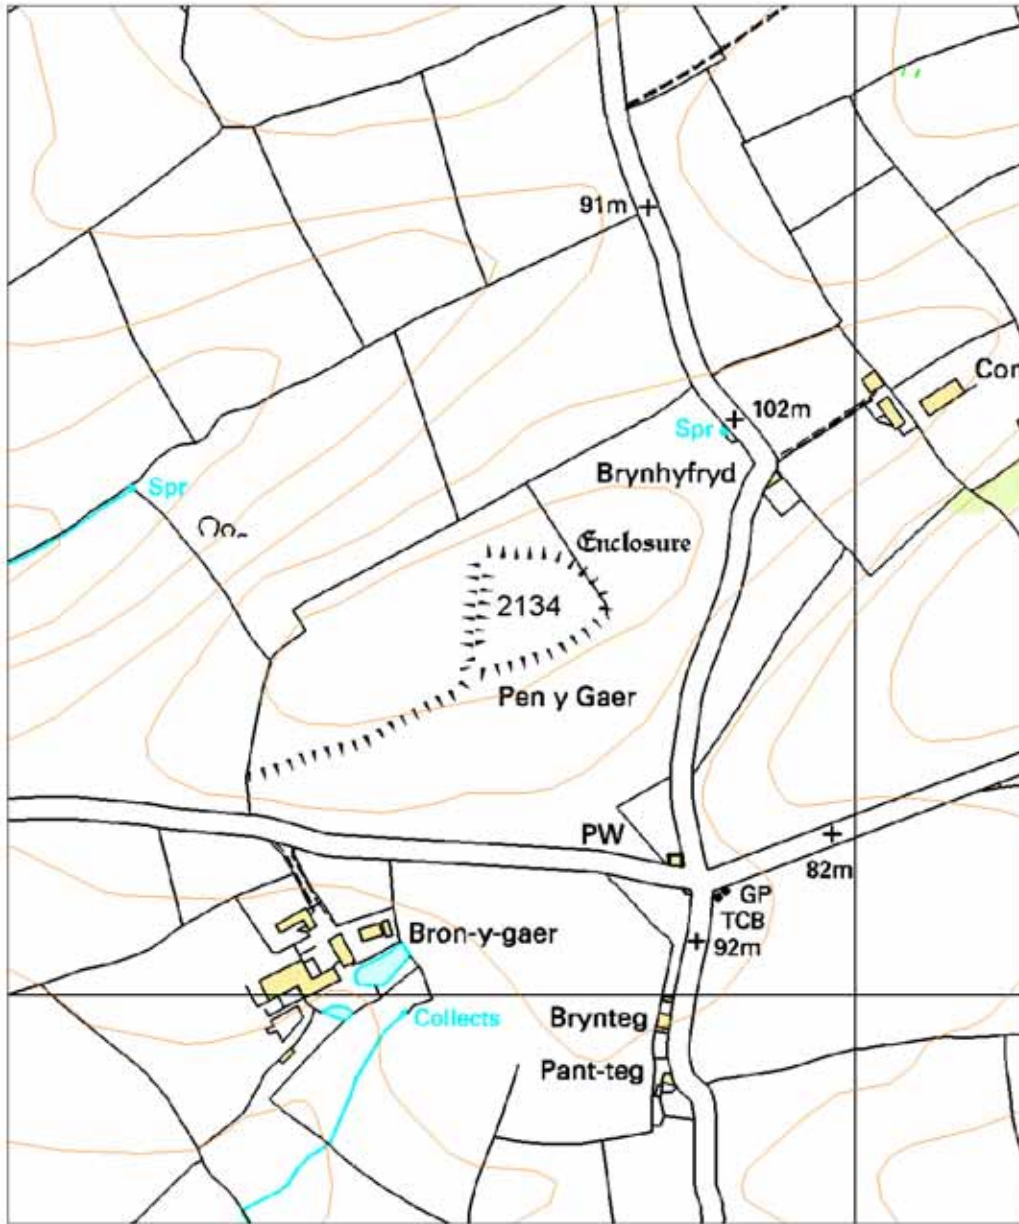 91m
Cor
102m
Spr
Brynhyfryd
Spr
Enclosure
2134
Pen y Gaer
PW
82m
GP
TCB
92m
Bron-y-gaer
Collects
Brynteg
Pant-teg